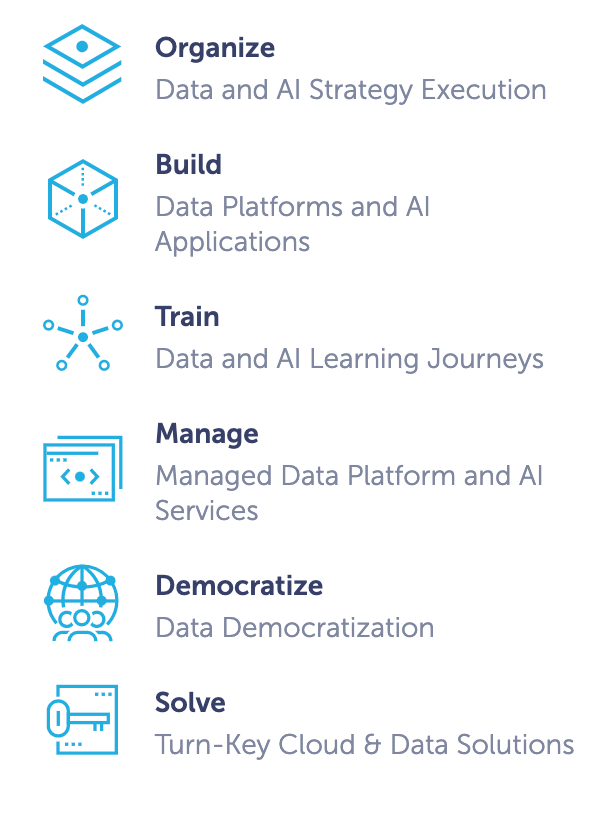 Organize
Data and AI Strategy Execution
Build
Data Platforms and AI
Applications
Train
Data and AI Learning Journeys
Manage
Managed Data Platform and AI
Services
Democratize
Data Democratization
Solve
Turn-Key Cloud & Data Solutions